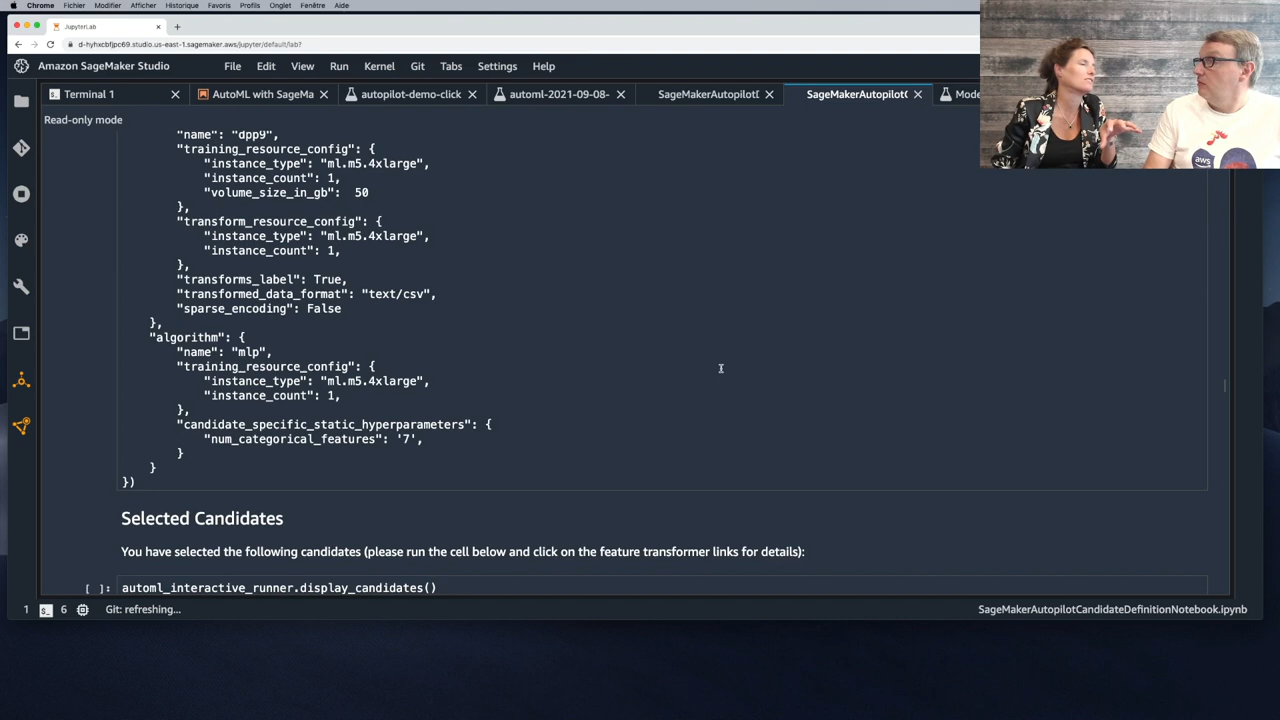 Chrome Fichier Modifier Afficher Historique Favoris Profils Onglet Fenêtre Aide
JupyterLab
d-hyhxcbfjpc69.studio.us-east-1.sagemaker.aws/jupyter/default/lab?
Amazon SageMaker Studio File Edit View Run Kernel Git Tabs Settings Help
Terminal 1 AutoML with SageMa autopilot-demo-click automl-2021-09-08- SageMakerAutopilotD SageMakerAutopilotC Mode
Read-only mode
"name": "dpp9",
"training_resource_config": {
"instance_type": "ml.m5.4xlarge",
"instance_count": 1,
"volume_size_in_gb": 50
},
"transform_resource_config": {
"instance_type": "ml.m5.4xlarge",
"instance_count": 1,
},
"transforms_label": True,
"transformed_data_format": "text/csv",
"sparse_encoding": False
},
"algorithm": {
"name": "mlp",
"training_resource_config": {
"instance_type": "ml.m5.4xlarge",
"instance_count": 1,
},
"candidate_specific_static_hyperparameters": {
"num_categorical_features": '7',
}
}
})
Selected Candidates
You have selected the following candidates (please run the cell below and click on the feature transformer links for details):
[ ]: automl_interactive_runner.display_candidates()
1 $_ 6 Git: refreshing... SageMakerAutopilotCandidateDefinitionNotebook.ipynb
aws